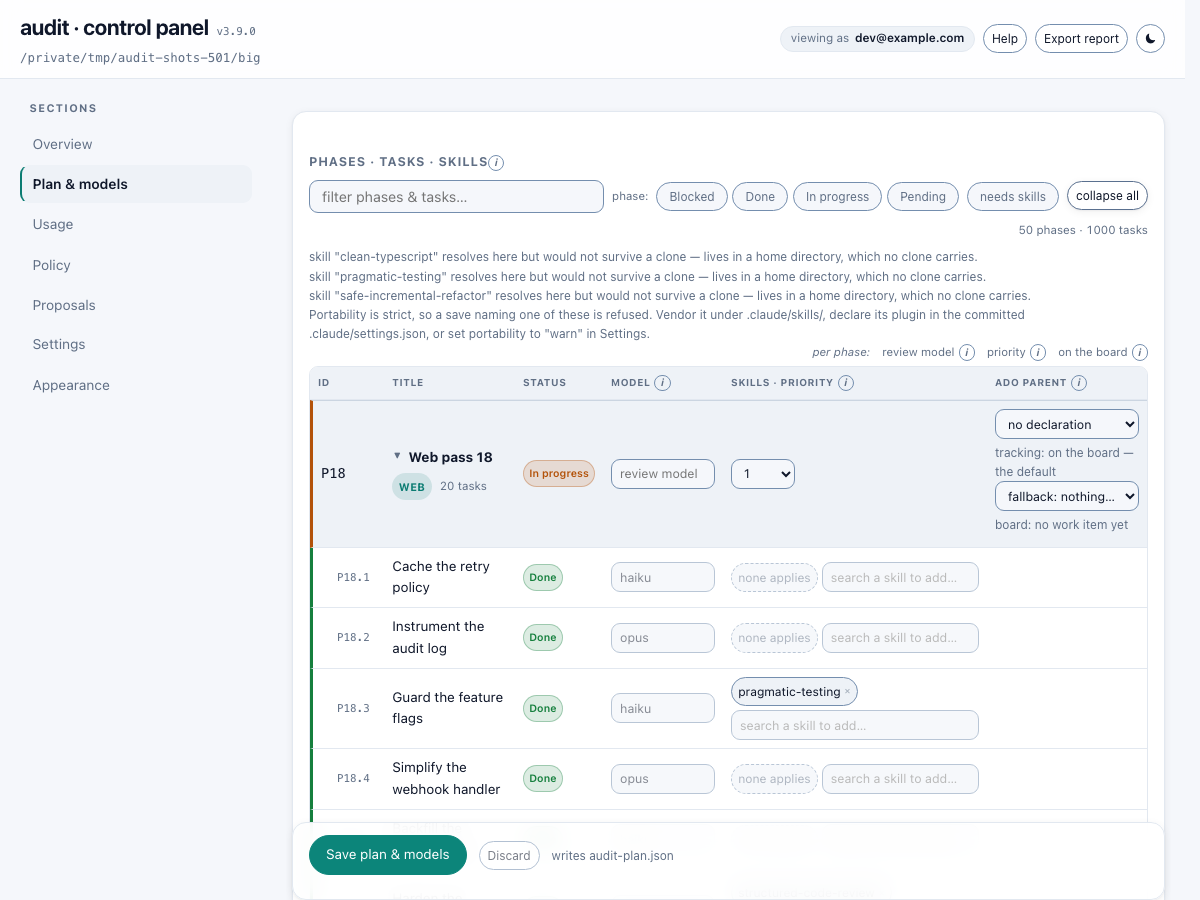 audit · control panel v3.9.0
/private/tmp/audit-shots-501/big
viewing as dev@example.com
Help
Export report
SECTIONS
Overview
Plan & models
Usage
Policy
Proposals
Settings
Appearance
PHASES · TASKS · SKILLS i
filter phases & tasks...
phase: Blocked Done In progress Pending needs skills collapse all
50 phases · 1000 tasks
skill "clean-typescript" resolves here but would not survive a clone — lives in a home directory, which no clone carries.
skill "pragmatic-testing" resolves here but would not survive a clone — lives in a home directory, which no clone carries.
skill "safe-incremental-refactor" resolves here but would not survive a clone — lives in a home directory, which no clone carries.
Portability is strict, so a save naming one of these is refused. Vendor it under .claude/skills/, declare its plugin in the committed
.claude/settings.json, or set portability to "warn" in Settings.
per phase: review model i priority i on the board i
ID TITLE STATUS MODEL i SKILLS · PRIORITY i ADO PARENT i
P18
▼ Web pass 18
WEB 20 tasks
In progress
review model
1
no declaration
tracking: on the board —
the default
fallback: nothing...
board: no work item yet
P18.1
Cache the retry
policy
Done
haiku
none applies
search a skill to add...
P18.2
Instrument the
audit log
Done
opus
none applies
search a skill to add...
P18.3
Guard the feature
flags
Done
haiku
pragmatic-testing ×
search a skill to add...
P18.4
Simplify the
webhook handler
Done
opus
none applies
search a skill to add...
Save plan & models
Discard
writes audit-plan.json